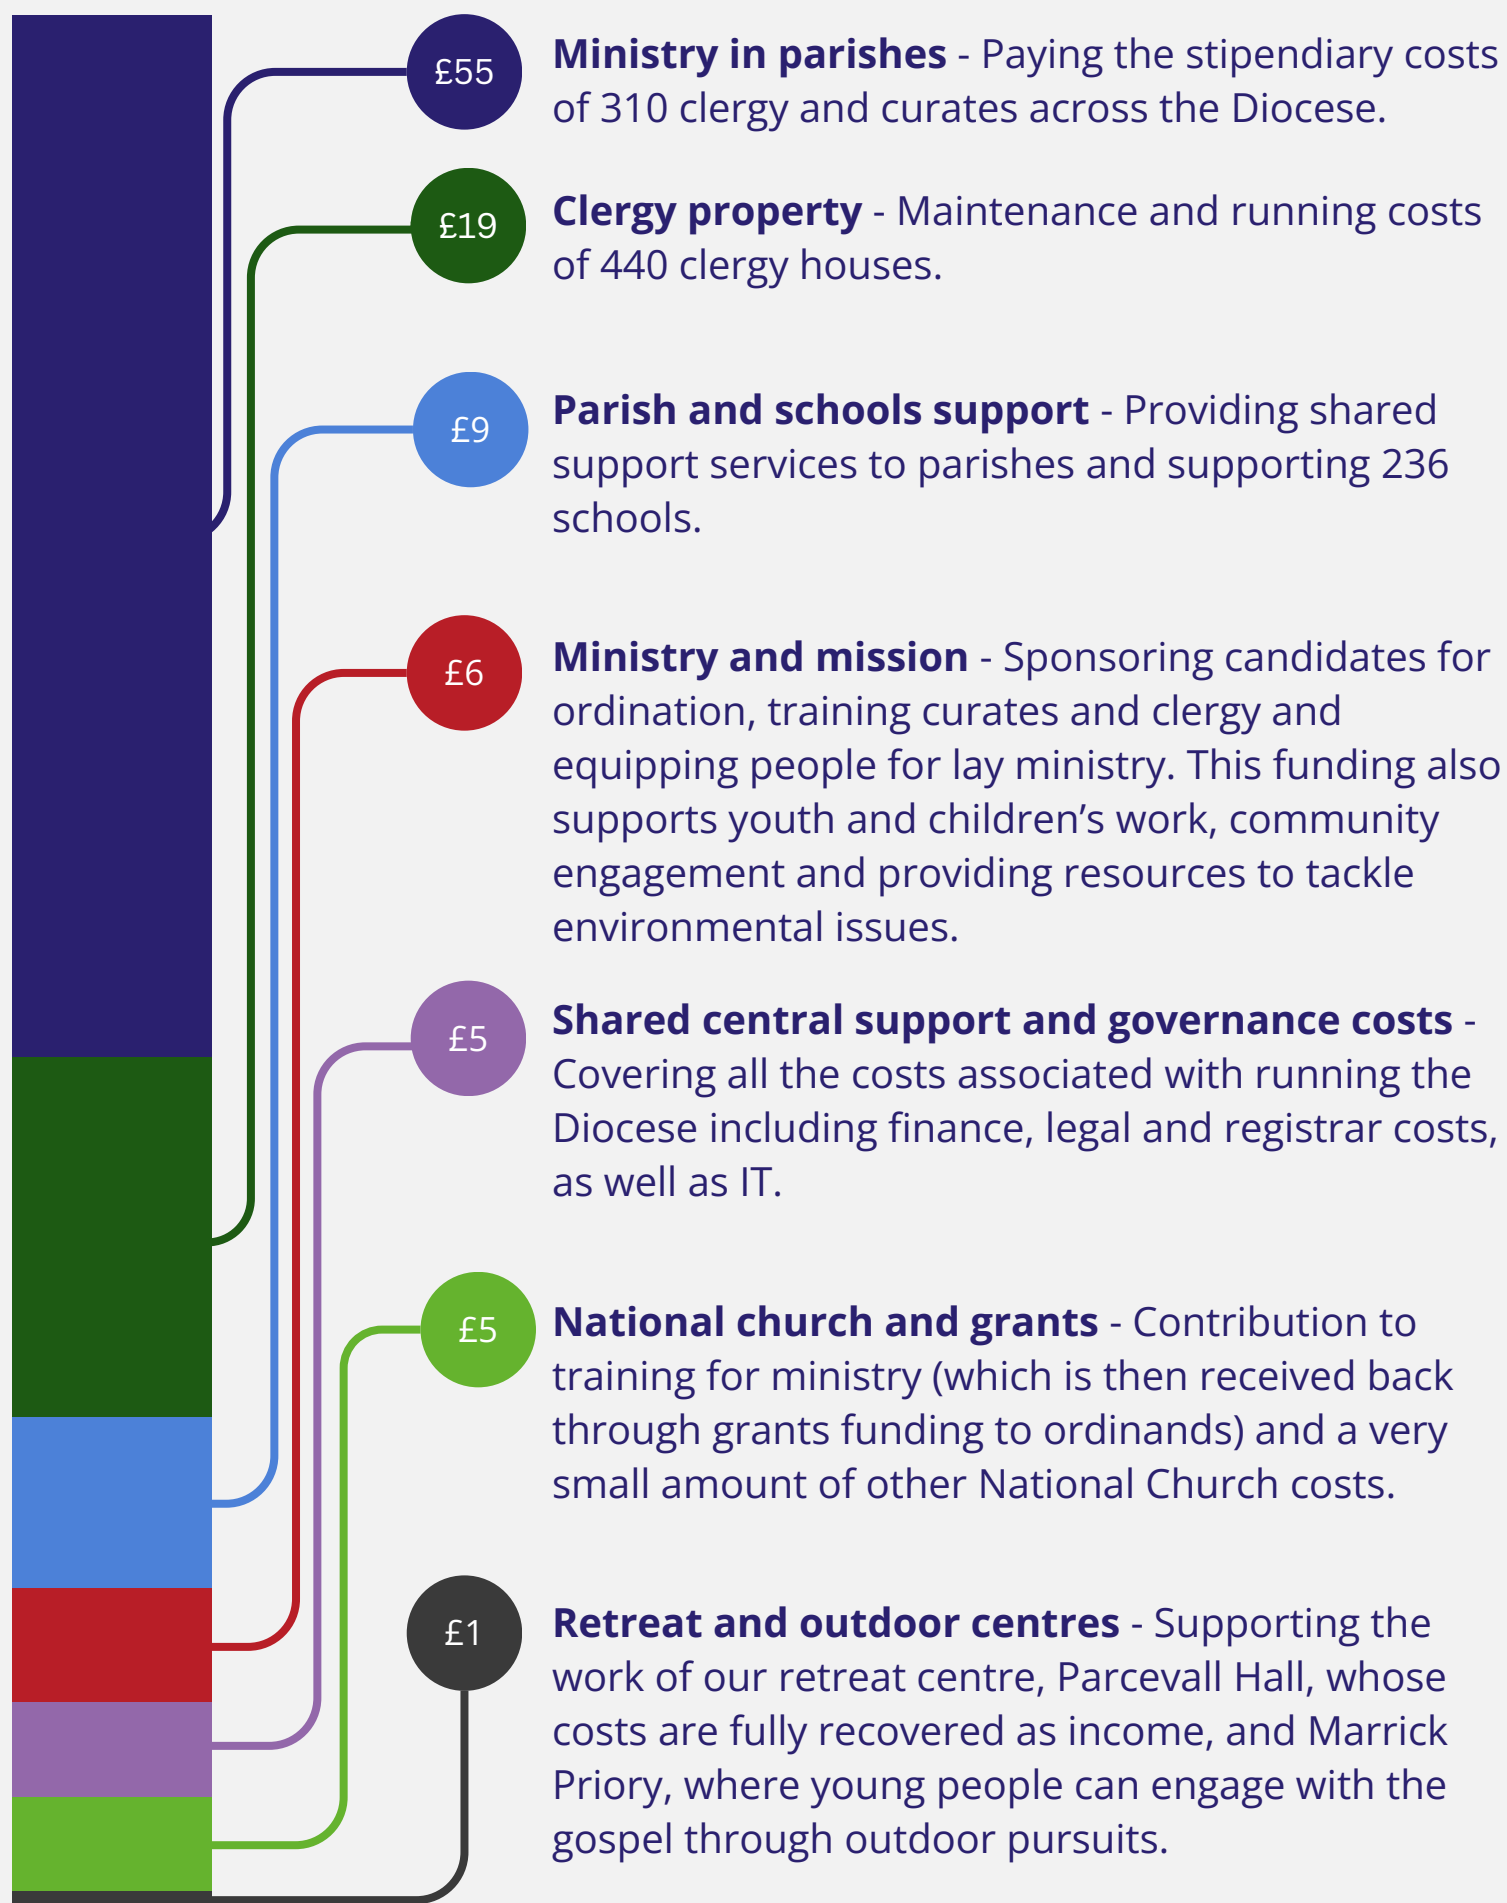 £55
Ministry in parishes - Paying the stipendiary costs
of 310 clergy and curates across the Diocese.
£19
Clergy property - Maintenance and running costs
of 440 clergy houses.
£9
Parish and schools support - Providing shared
support services to parishes and supporting 236
schools.
£6
Ministry and mission - Sponsoring candidates for
ordination, training curates and clergy and
equipping people for lay ministry. This funding also
supports youth and children’s work, community
engagement and providing resources to tackle
environmental issues.
£5
Shared central support and governance costs -
Covering all the costs associated with running the
Diocese including finance, legal and registrar costs,
as well as IT.
£5
National church and grants - Contribution to
training for ministry (which is then received back
through grants funding to ordinands) and a very
small amount of other National Church costs.
£1
Retreat and outdoor centres - Supporting the
work of our retreat centre, Parcevall Hall, whose
costs are fully recovered as income, and Marrick
Priory, where young people can engage with the
gospel through outdoor pursuits.